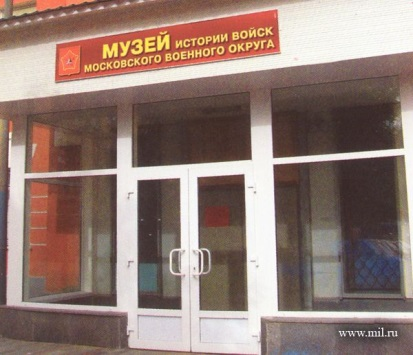 МУЗЕЙ ИСТОРИИ ВОЙСК
МОСКОВСКОГО ВОЕННОГО ОКРУГА
www.mil.ru